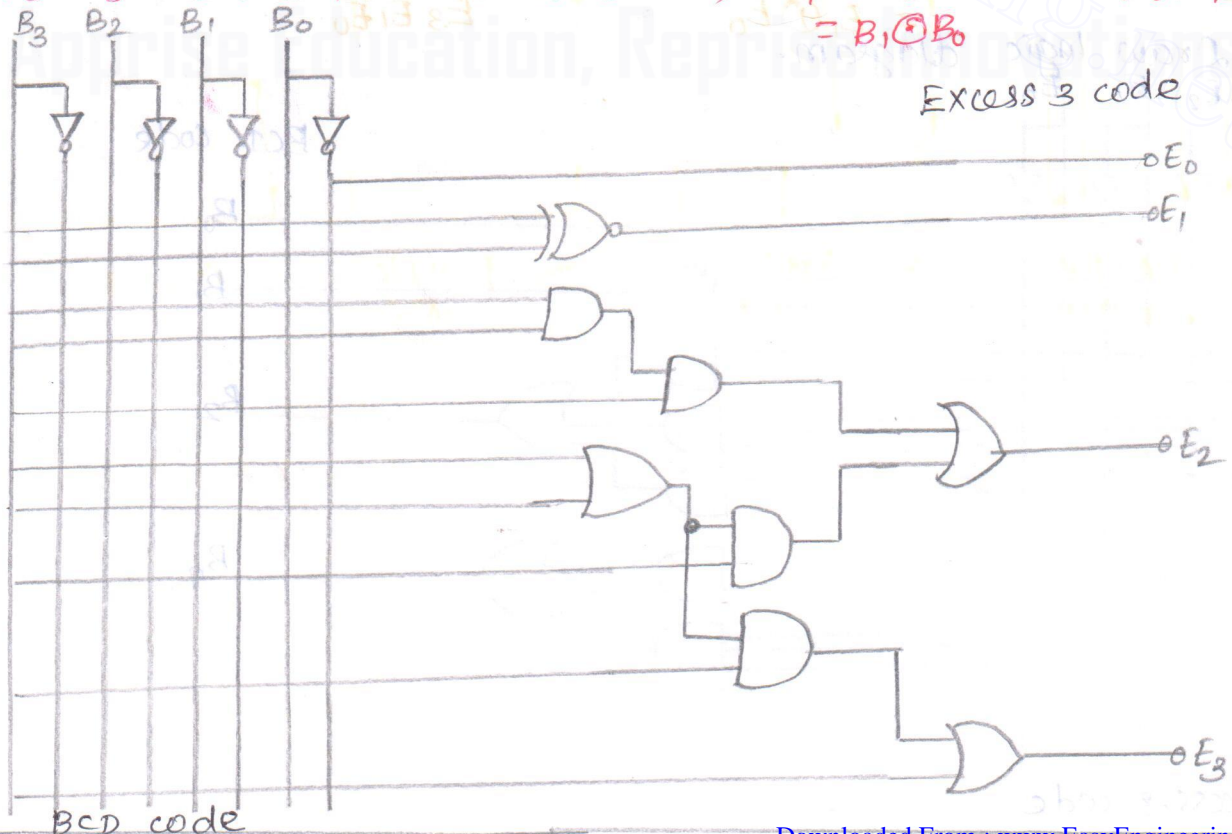 = B₁⊙B₀
B₃ B₂ B₁ B₀
Excess 3 code
E₀
E₁
E₂
E₃
BCD code
Downloaded From : www.EasyEngineerin